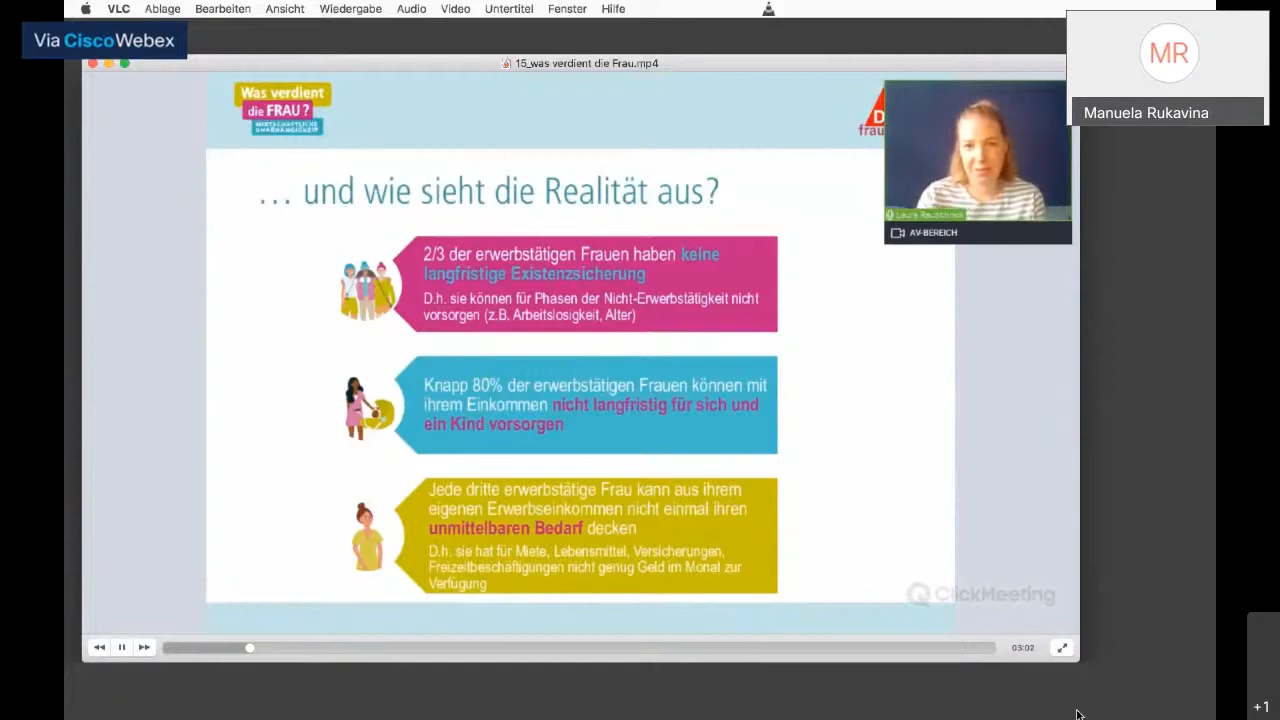 VLC Ablage Bearbeiten Ansicht Wiedergabe Audio Video Untertitel Fenster Hilfe
Via CiscoWebex
MR
Manuela Rukavina
15_was verdient die Frau.mp4
Was verdient
die FRAU?
WIRTSCHAFTLICHE
UNABHÄNGIGKEIT!
D
frau
… und wie sieht die Realität aus?
AV-BEREICH
2/3 der erwerbstätigen Frauen haben keine
langfristige Existenzsicherung
D.h. sie können für Phasen der Nicht-Erwerbstätigkeit nicht
vorsorgen (z.B. Arbeitslosigkeit, Alter)
Knapp 80% der erwerbstätigen Frauen können mit
ihrem Einkommen nicht langfristig für sich und
ein Kind vorsorgen
Jede dritte erwerbstätige Frau kann aus ihrem
eigenen Erwerbseinkommen nicht einmal ihren
unmittelbaren Bedarf decken
D.h. sie hat für Miete, Lebensmittel, Versicherungen,
Freizeitbeschäftigungen nicht genug Geld im Monat zur
Verfügung
ClickMeeting
03:02
+1